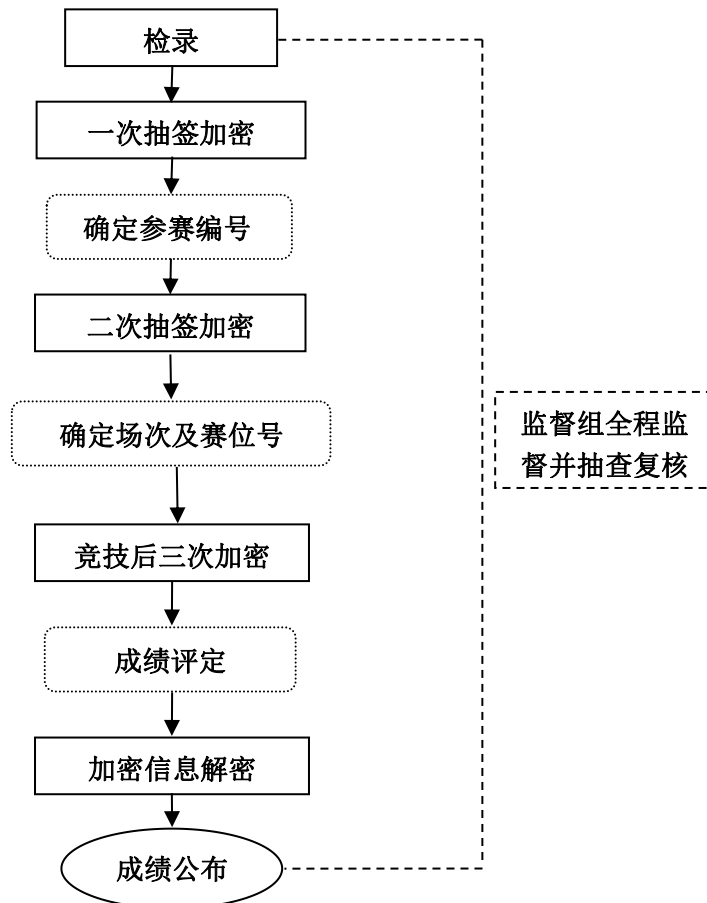 检录
一次抽签加密
确定参赛编号
二次抽签加密
确定场次及赛位号
竞技后三次加密
成绩评定
加密信息解密
成绩公布
监督组全程监
督并抽查复核